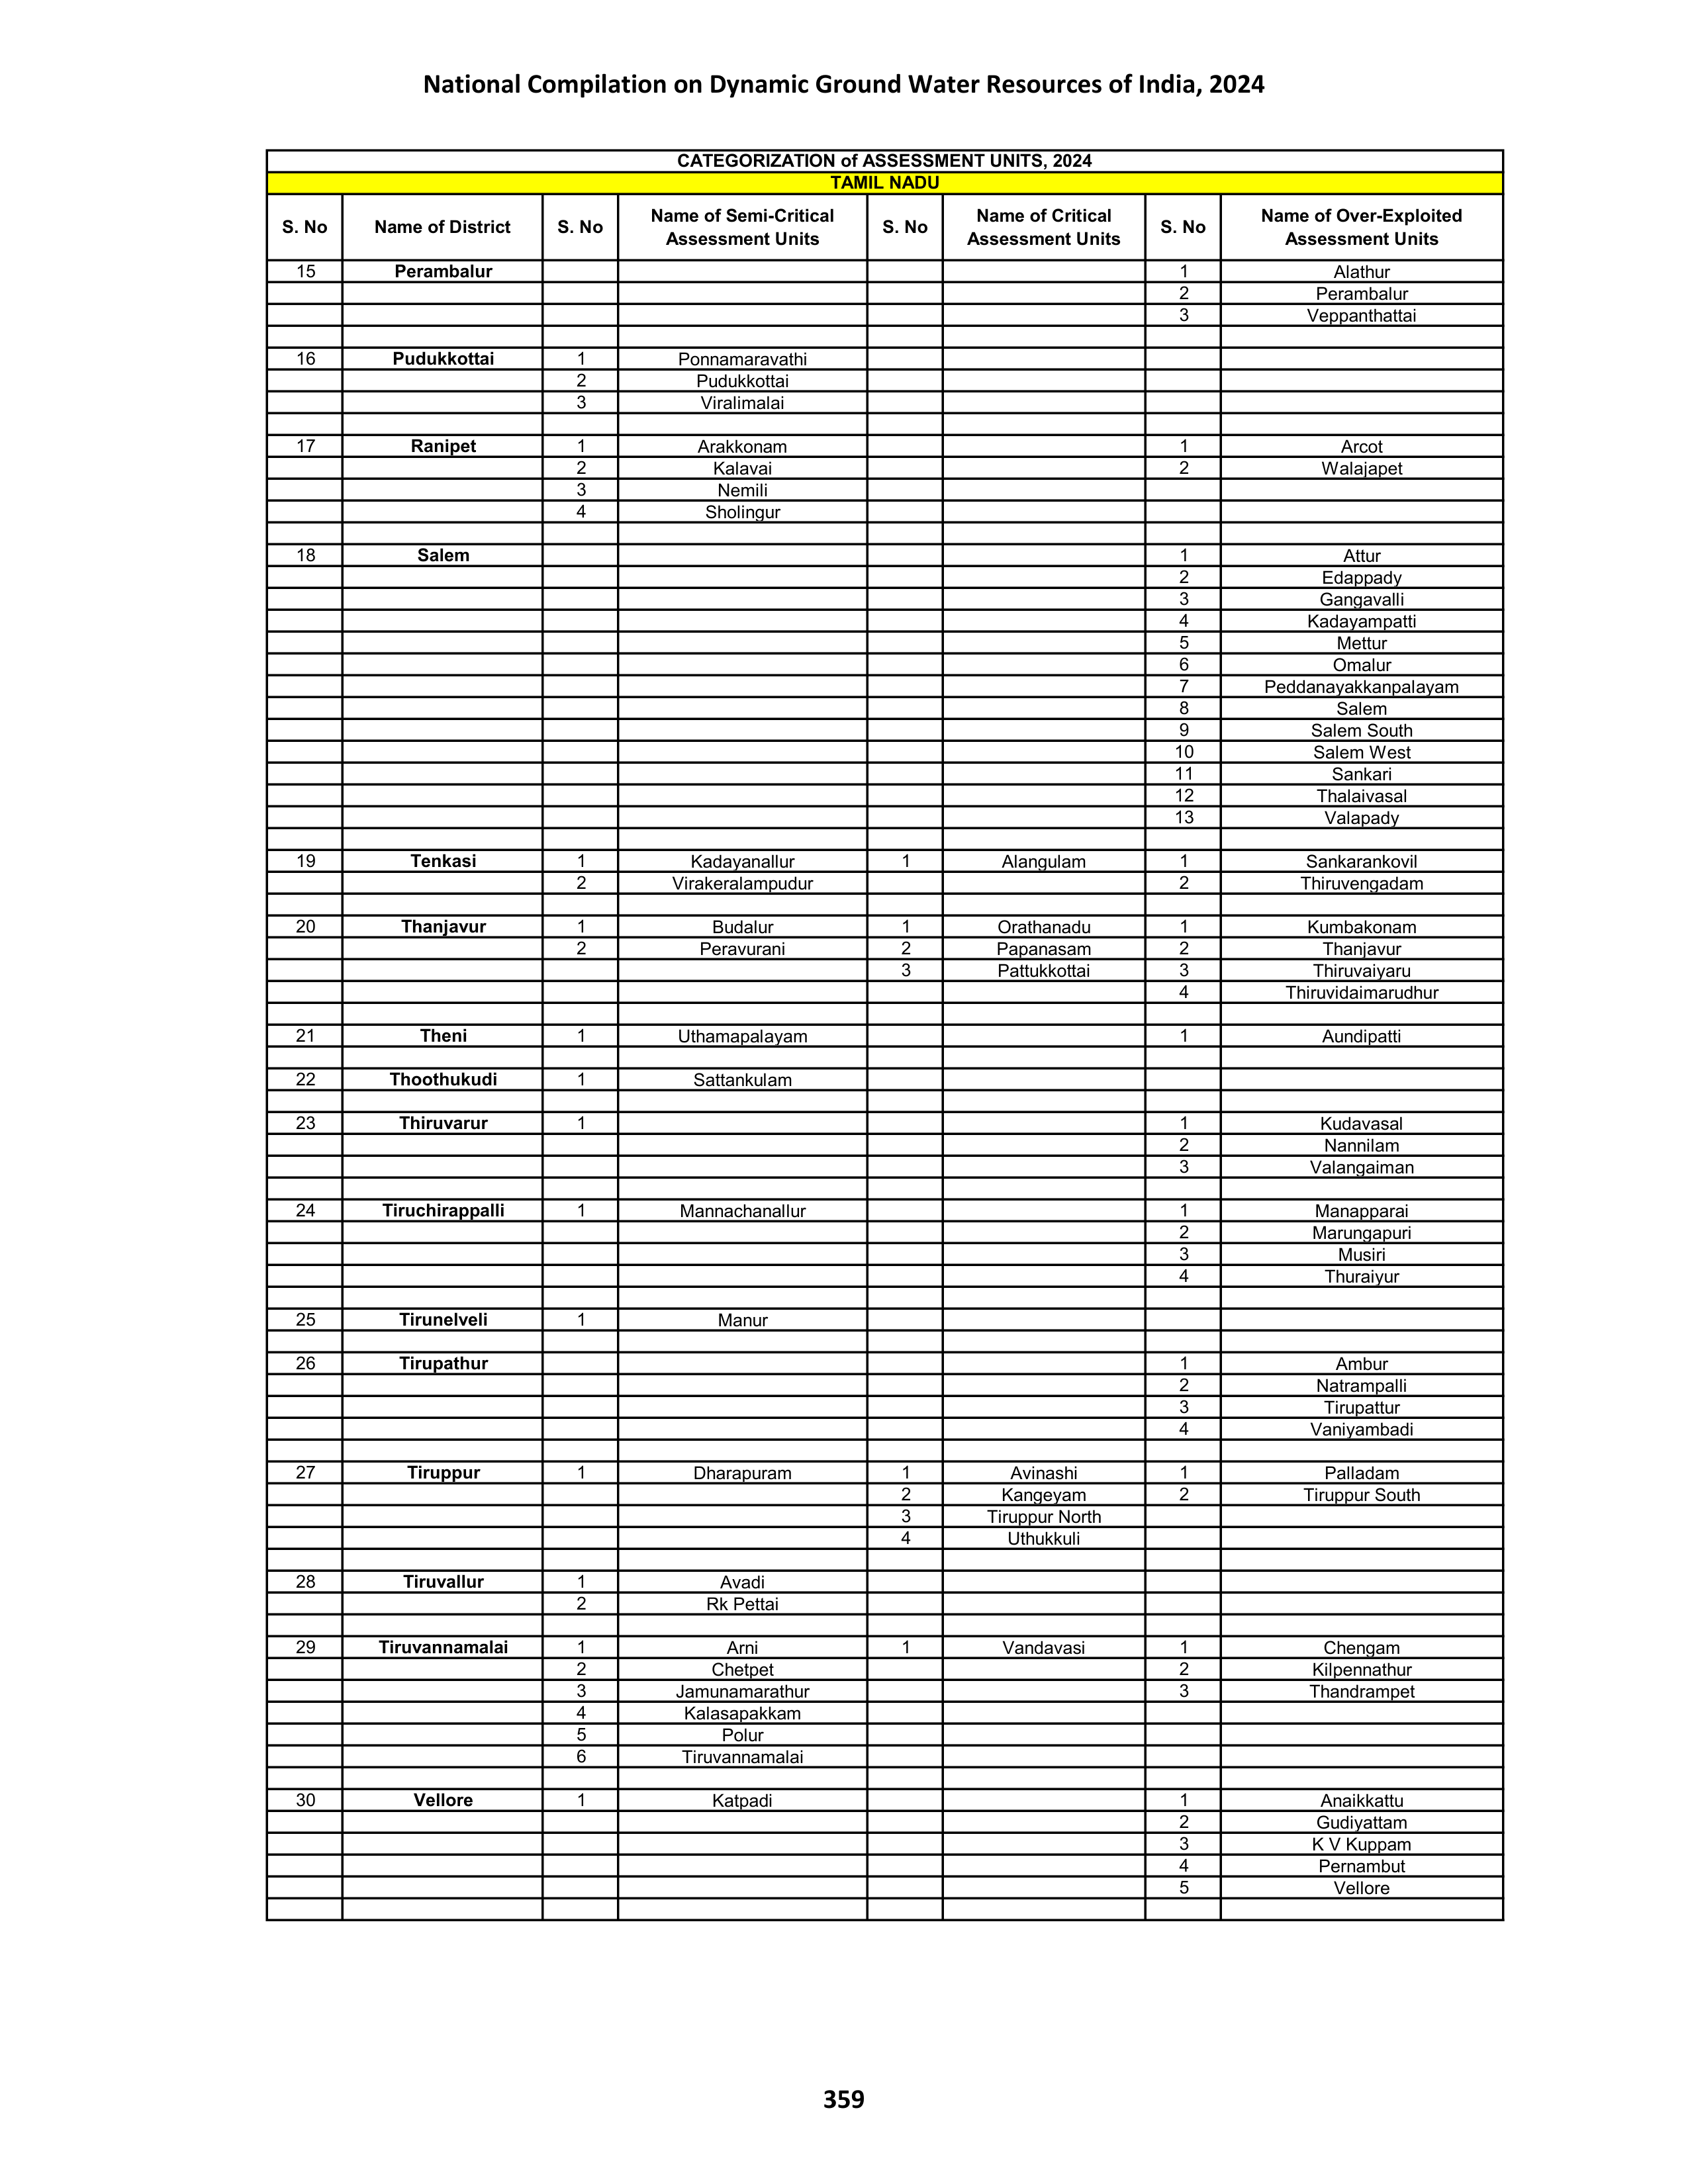 National Compilation on Dynamic Ground Water Resources of India, 2024
CATEGORIZATION of ASSESSMENT UNITS, 2024
TAMIL NADU
S. No Name of District S. No Name of Semi-Critical Assessment Units S. No Name of Critical Assessment Units S. No Name of Over-Exploited Assessment Units
15 Perambalur 1 Alathur
2 Perambalur
3 Veppanthattai
16 Pudukkottai 1 Ponnamaravathi
2 Pudukkottai
3 Viralimalai
17 Ranipet 1 Arakkonam 1 Arcot
2 Kalavai 2 Walajapet
3 Nemili
4 Sholingur
18 Salem 1 Attur
2 Edappady
3 Gangavalli
4 Kadayampatti
5 Mettur
6 Omalur
7 Peddanayakkanpalayam
8 Salem
9 Salem South
10 Salem West
11 Sankari
12 Thalaivasal
13 Valapady
19 Tenkasi 1 Kadayanallur 1 Alangulam 1 Sankarankovil
2 Virakeralampudur 2 Thiruvengadam
20 Thanjavur 1 Budalur 1 Orathanadu 1 Kumbakonam
2 Peravurani 2 Papanasam 2 Thanjavur
3 Pattukkottai 3 Thiruvaiyaru
4 Thiruvidaimarudhur
21 Theni 1 Uthamapalayam 1 Aundipatti
22 Thoothukudi 1 Sattankulam
23 Thiruvarur 1 1 Kudavasal
2 Nannilam
3 Valangaiman
24 Tiruchirappalli 1 Mannachanallur 1 Manapparai
2 Marungapuri
3 Musiri
4 Thuraiyur
25 Tirunelveli 1 Manur
26 Tirupathur 1 Ambur
2 Natrampalli
3 Tirupattur
4 Vaniyambadi
27 Tiruppur 1 Dharapuram 1 Avinashi 1 Palladam
2 Kangeyam 2 Tiruppur South
3 Tiruppur North
4 Uthukkuli
28 Tiruvallur 1 Avadi
2 Rk Pettai
29 Tiruvannamalai 1 Arni 1 Vandavasi 1 Chengam
2 Chetpet 2 Kilpennathur
3 Jamunamarathur 3 Thandrampet
4 Kalasapakkam
5 Polur
6 Tiruvannamalai
30 Vellore 1 Katpadi 1 Anaikkattu
2 Gudiyattam
3 K V Kuppam
4 Pernambut
5 Vellore
359